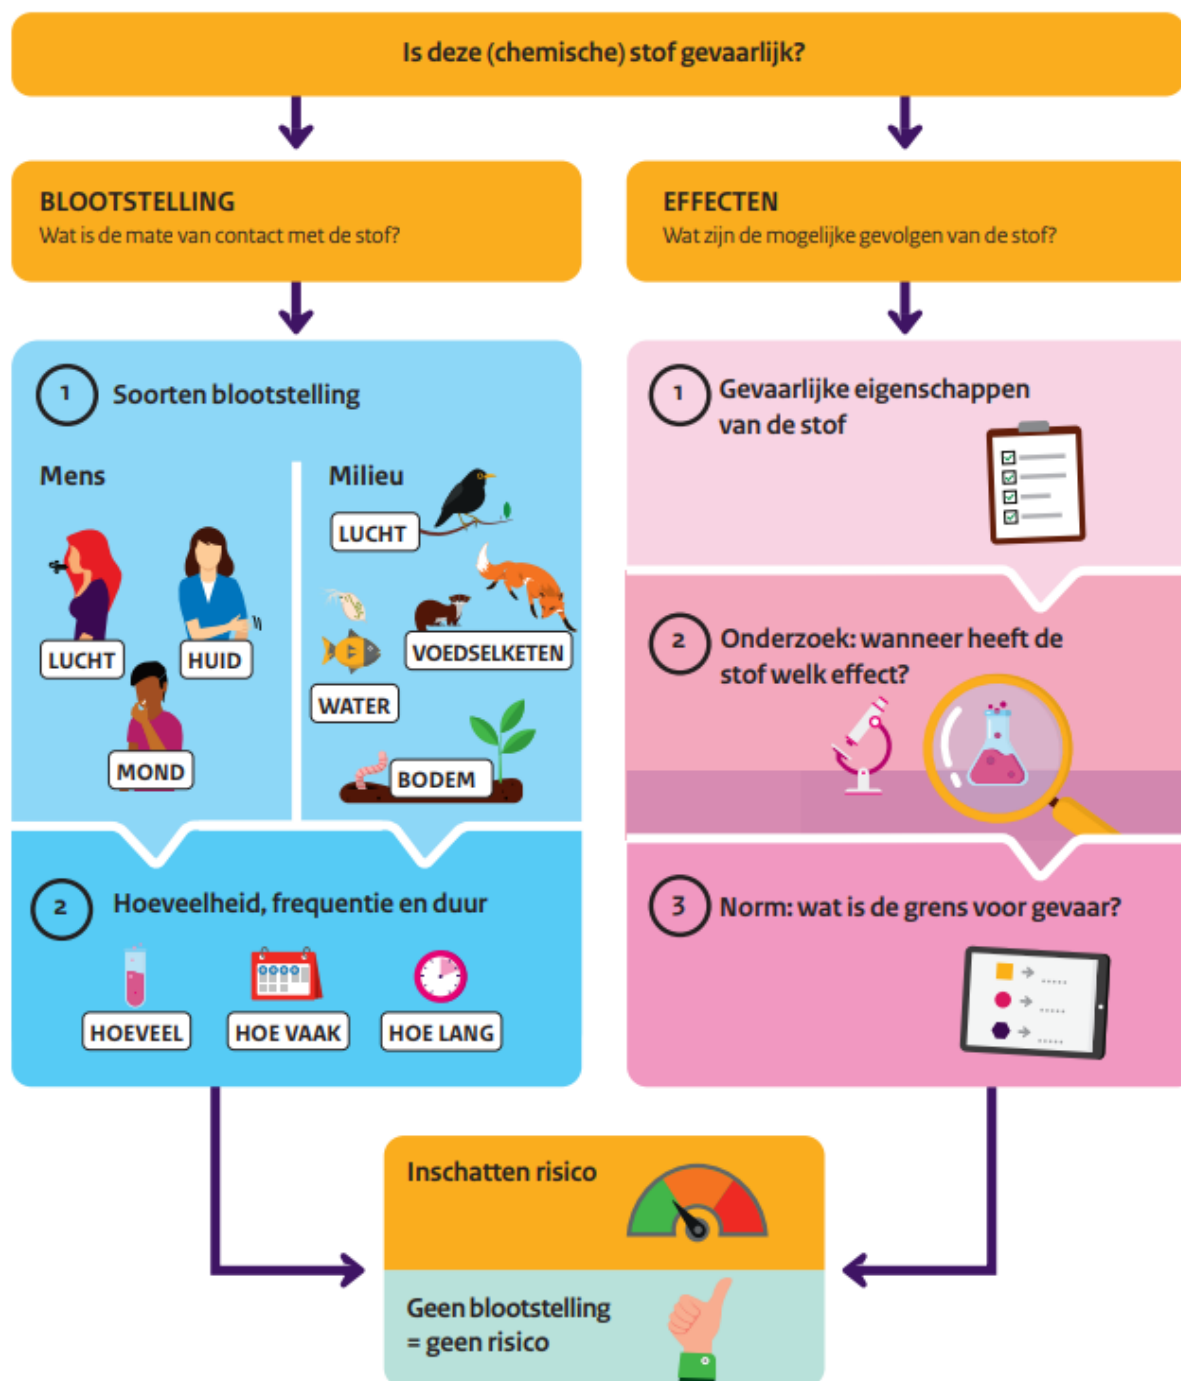 Is deze (chemische) stof gevaarlijk?
BLOOTSTELLING
Wat is de mate van contact met de stof?
1
Soorten blootstelling
Mens
LUCHT
HUID
MOND
Milieu
LUCHT
VOEDSELKETEN
WATER
BODEM
2
Hoeveelheid, frequentie en duur
HOEVEEL
HOE VAAK
HOE LANG
EFFECTEN
Wat zijn de mogelijke gevolgen van de stof?
1
Gevaarlijke eigenschappen
van de stof
2
Onderzoek: wanneer heeft de
stof welk effect?
3
Norm: wat is de grens voor gevaar?
Inschatten risico
Geen blootstelling
= geen risico